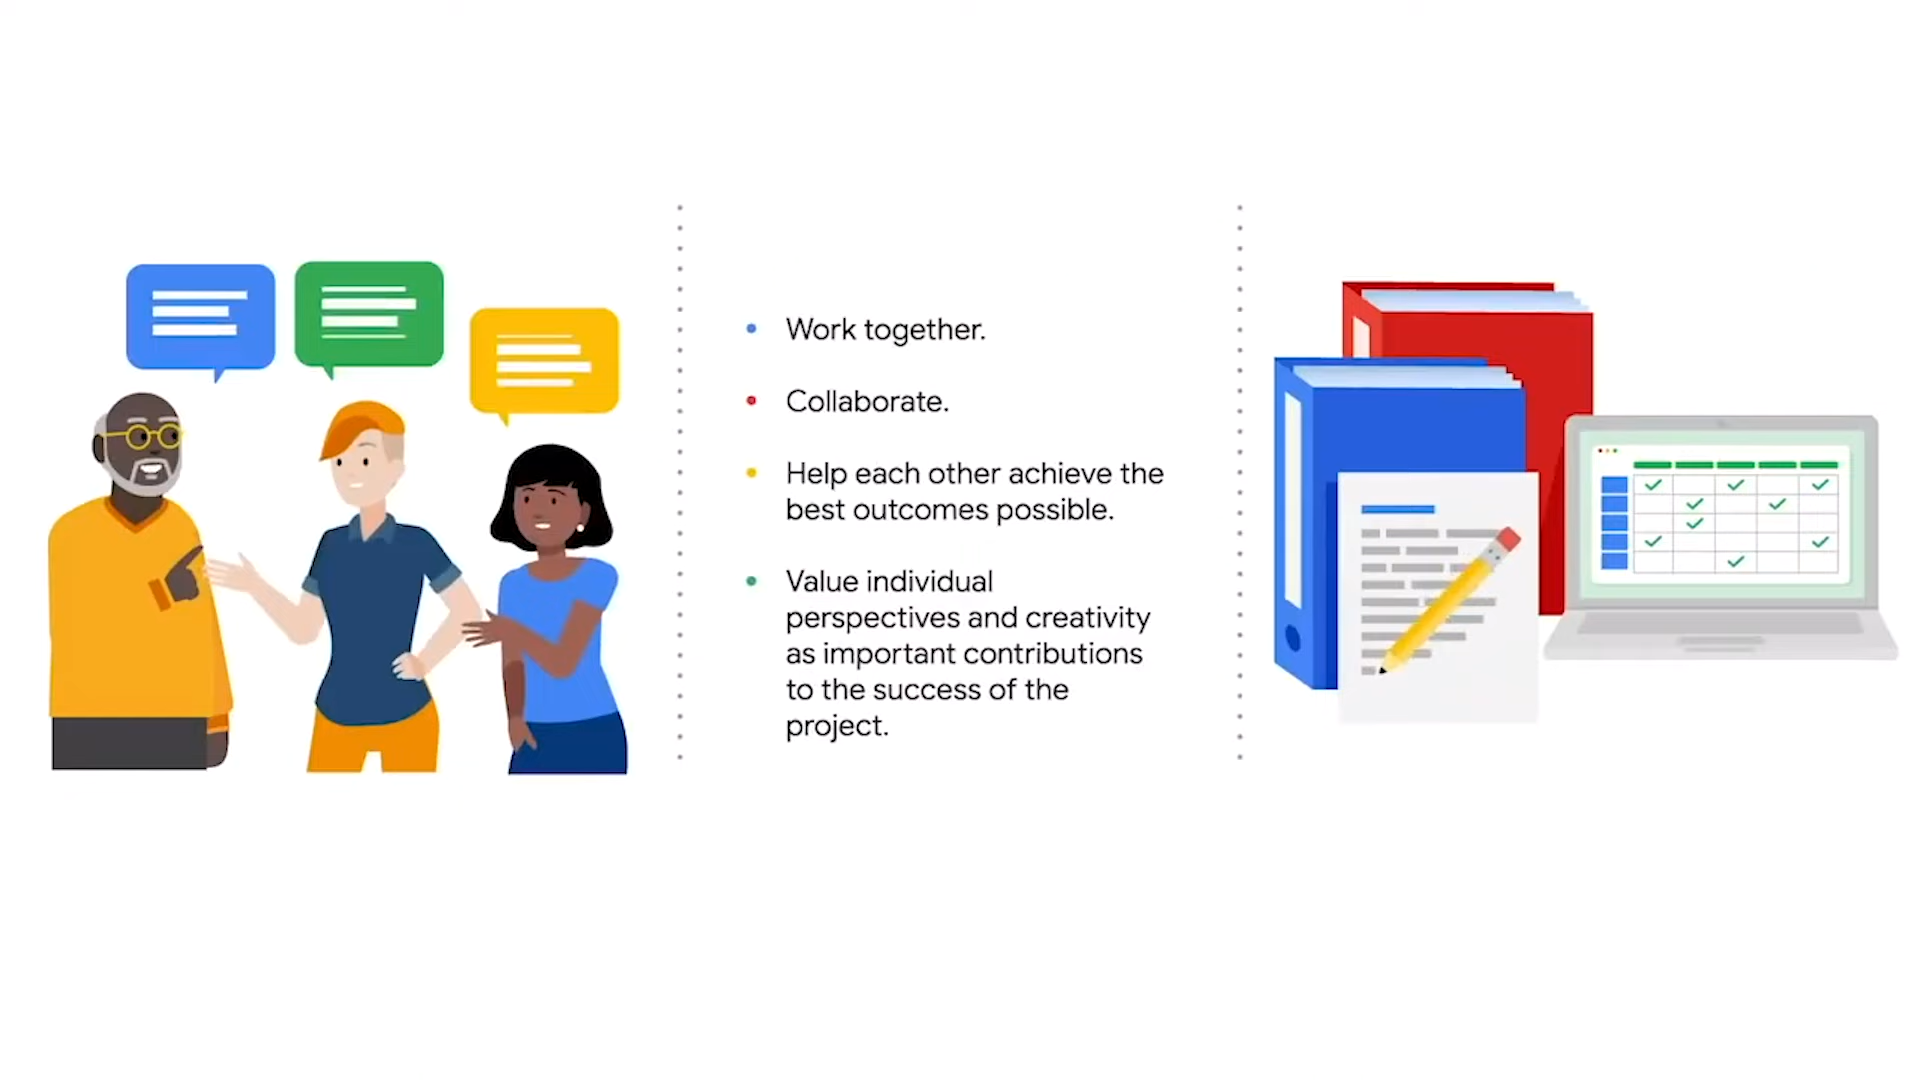 Work together.
Collaborate.
Help each other achieve the
best outcomes possible.
Value individual
perspectives and creativity
as important contributions
to the success of the
project.